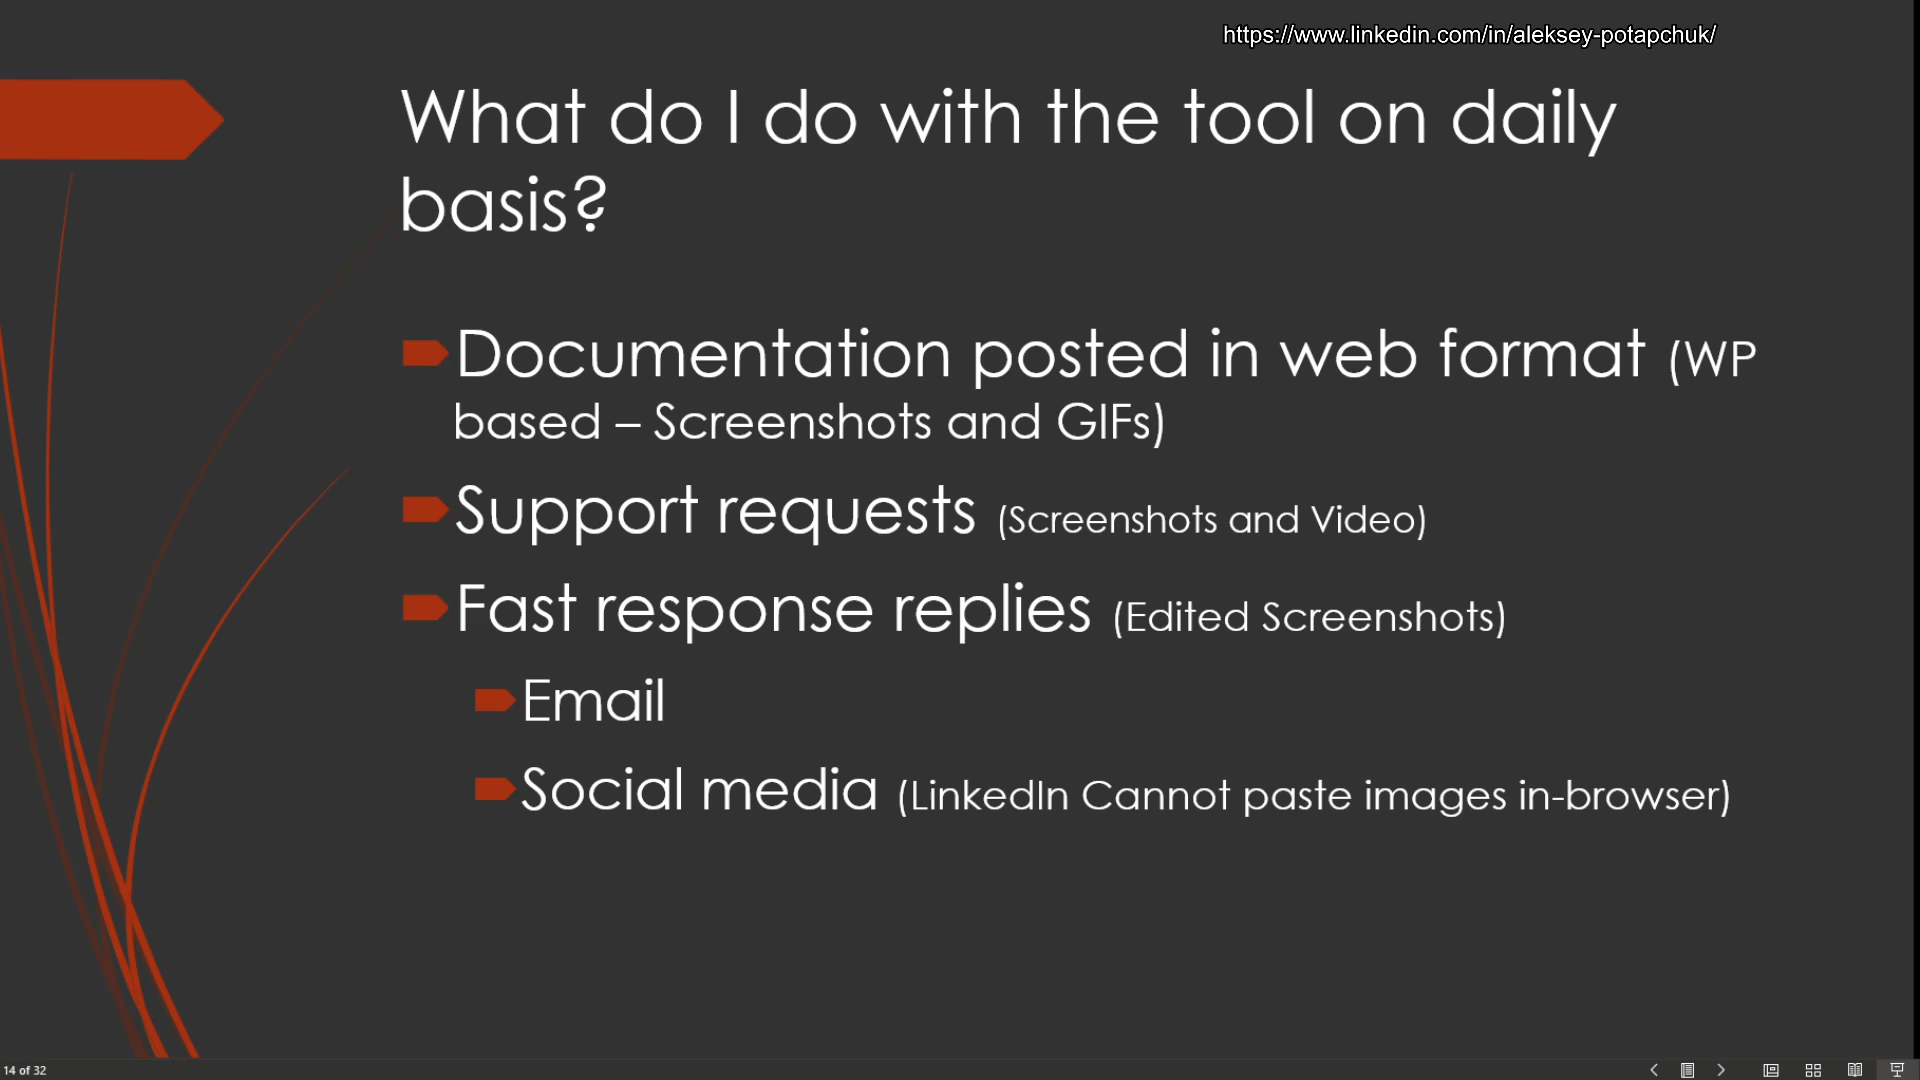 https://www.linkedin.com/in/aleksey-potapchuk/
What do I do with the tool on daily
basis?
Documentation posted in web format (WP
based – Screenshots and GIFs)
Support requests (Screenshots and Video)
Fast response replies (Edited Screenshots)
Email
Social media (LinkedIn Cannot paste images in-browser)
14 of 32